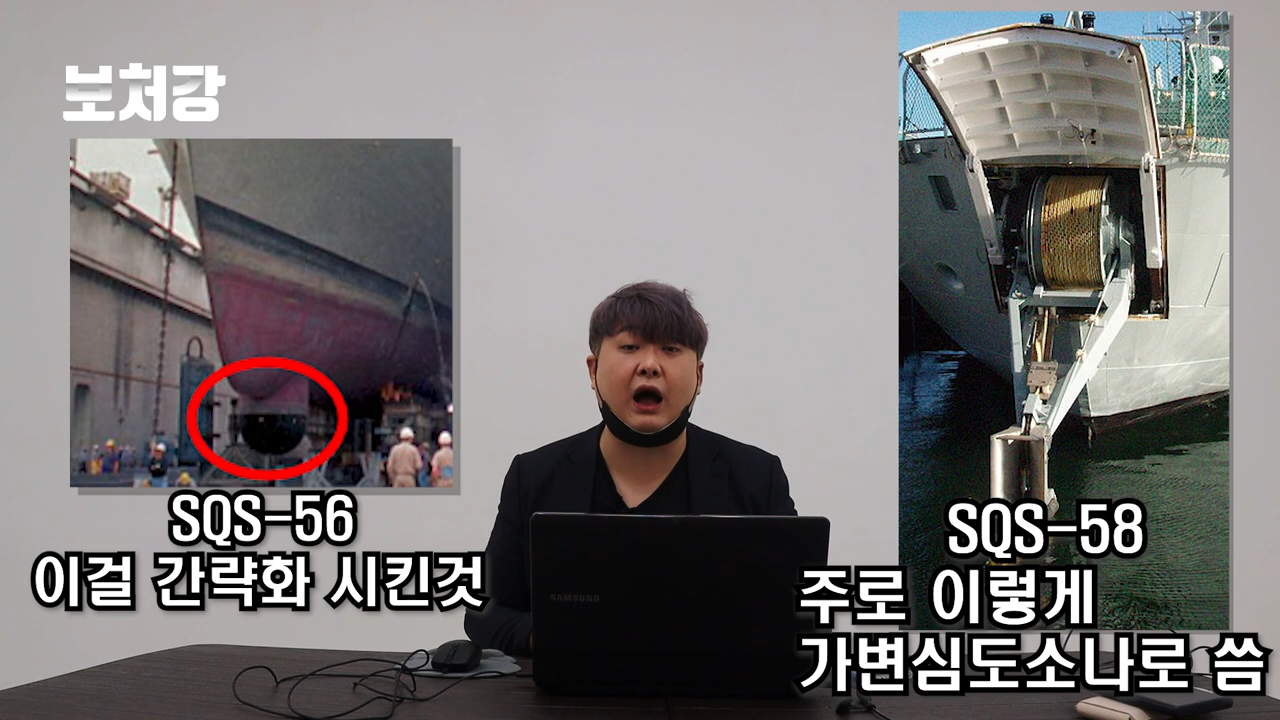 보처강
SQS-56
이걸 간략화 시킨것
SAMSUNG
SQS-58
주로 이렇게
가변심도소나로 씀